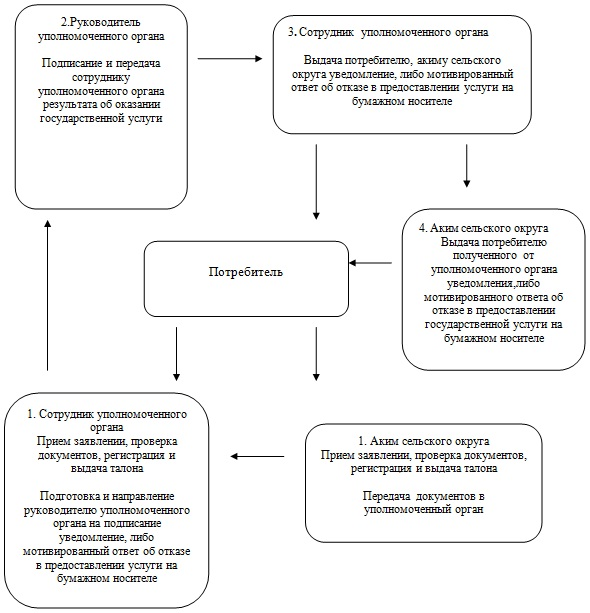 2.Руководитель
уполномоченного органа
Подписание и передача
сотруднику
уполномоченного органа
результата об оказании
государственной услуги
3. Сотрудник уполномоченного органа
Выдача потребителю, акиму сельского
округа уведомление, либо мотивированный
ответ об отказе в предоставлении услуги на
бумажном носителе
4. Аким сельского округа
Выдача потребителю
полученного от
уполномоченного органа
уведомления,либо
мотивированного ответа об
отказе в предоставлении
государственной услуги на
бумажном носителе
Потребитель
1. Сотрудник уполномоченного
органа
Прием заявлении, проверка
документов, регистрация и
выдача талона
Подготовка и направление
руководителю уполномоченного
органа на подписание
уведомление, либо
мотивированный ответ об отказе
в предоставлении услуги на
бумажном носителе
1. Аким сельского округа
Прием заявлении, проверка документов,
регистрация и выдача талона
Передача документов в
уполномоченный орган